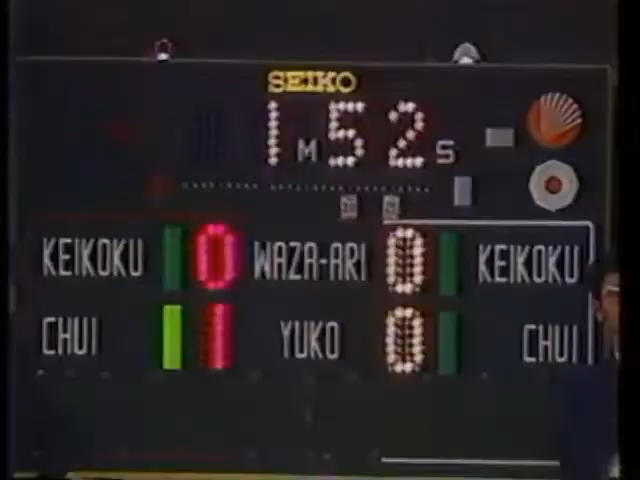 SEIKO
1 M 52 S
KEIKOKU 0 WAZA-ARI 0 KEIKOKU
CHUI 1 YUKO 0 CHUI